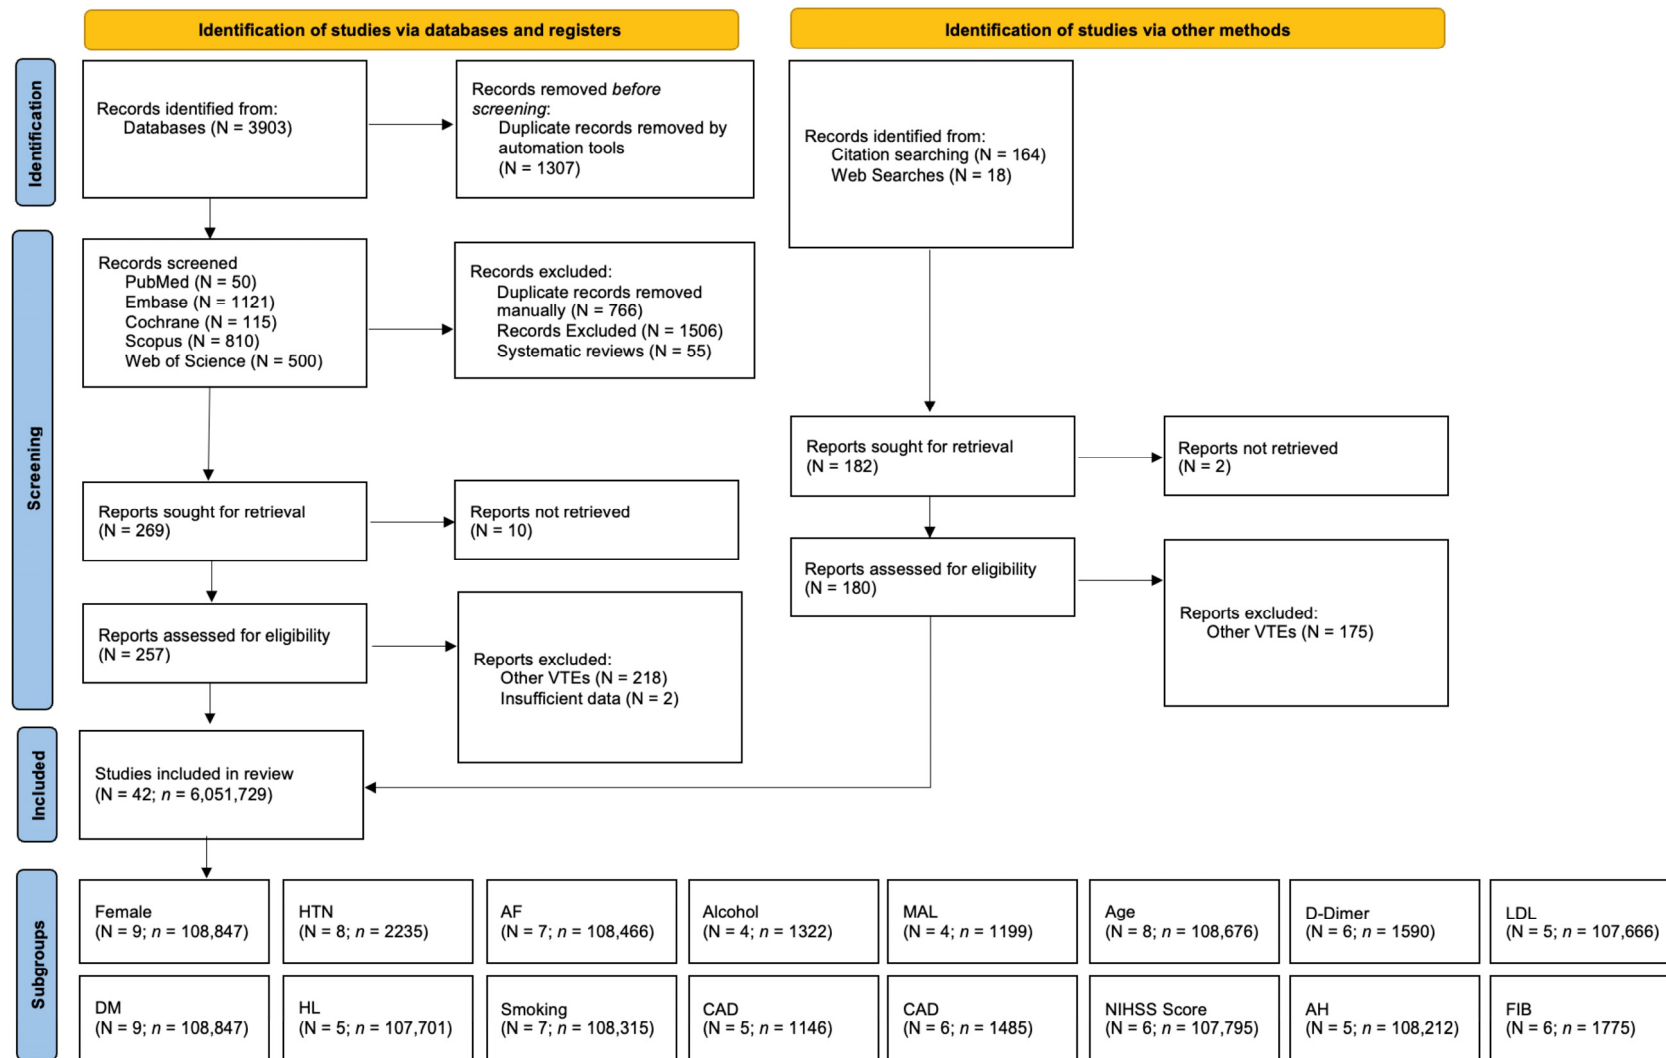 Identification of studies via databases and registers
Identification of studies via other methods
Identification
Records identified from:
Databases (N = 3903)
Records removed before
screening:
Duplicate records removed by
automation tools
(N = 1307)
Records identified from:
Citation searching (N = 164)
Web Searches (N = 18)
Screening
Records screened
PubMed (N = 50)
Embase (N = 1121)
Cochrane (N = 115)
Scopus (N = 810)
Web of Science (N = 500)
Records excluded:
Duplicate records removed
manually (N = 766)
Records Excluded (N = 1506)
Systematic reviews (N = 55)
Reports sought for retrieval
(N = 182)
Reports not retrieved
(N = 2)
Reports sought for retrieval
(N = 269)
Reports not retrieved
(N = 10)
Reports assessed for eligibility
(N = 180)
Reports excluded:
Other VTEs (N = 175)
Reports assessed for eligibility
(N = 257)
Reports excluded:
Other VTEs (N = 218)
Insufficient data (N = 2)
Included
Studies included in review
(N = 42; n = 6,051,729)
Subgroups
Female
(N = 9; n = 108,847)
HTN
(N = 8; n = 2235)
AF
(N = 7; n = 108,466)
Alcohol
(N = 4; n = 1322)
MAL
(N = 4; n = 1199)
Age
(N = 8; n = 108,676)
D-Dimer
(N = 6; n = 1590)
LDL
(N = 5; n = 107,666)
DM
(N = 9; n = 108,847)
HL
(N = 5; n = 107,701)
Smoking
(N = 7; n = 108,315)
CAD
(N = 5; n = 1146)
CAD
(N = 6; n = 1485)
NIHSS Score
(N = 6; n = 107,795)
AH
(N = 5; n = 108,212)
FIB
(N = 6; n = 1775)